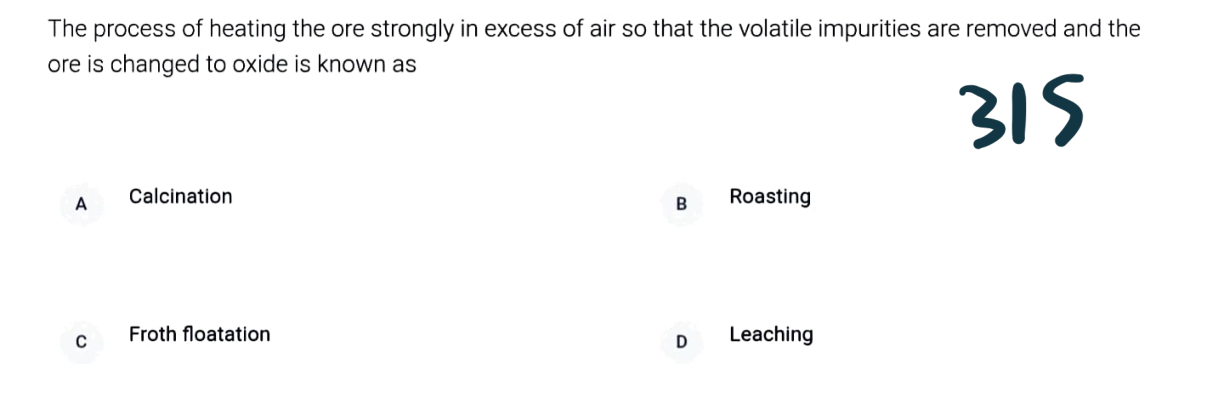 The process of heating the ore strongly in excess of air so that the volatile impurities are removed and the
ore is changed to oxide is known as
315
A Calcination
B Roasting
C Froth floatation
D Leaching